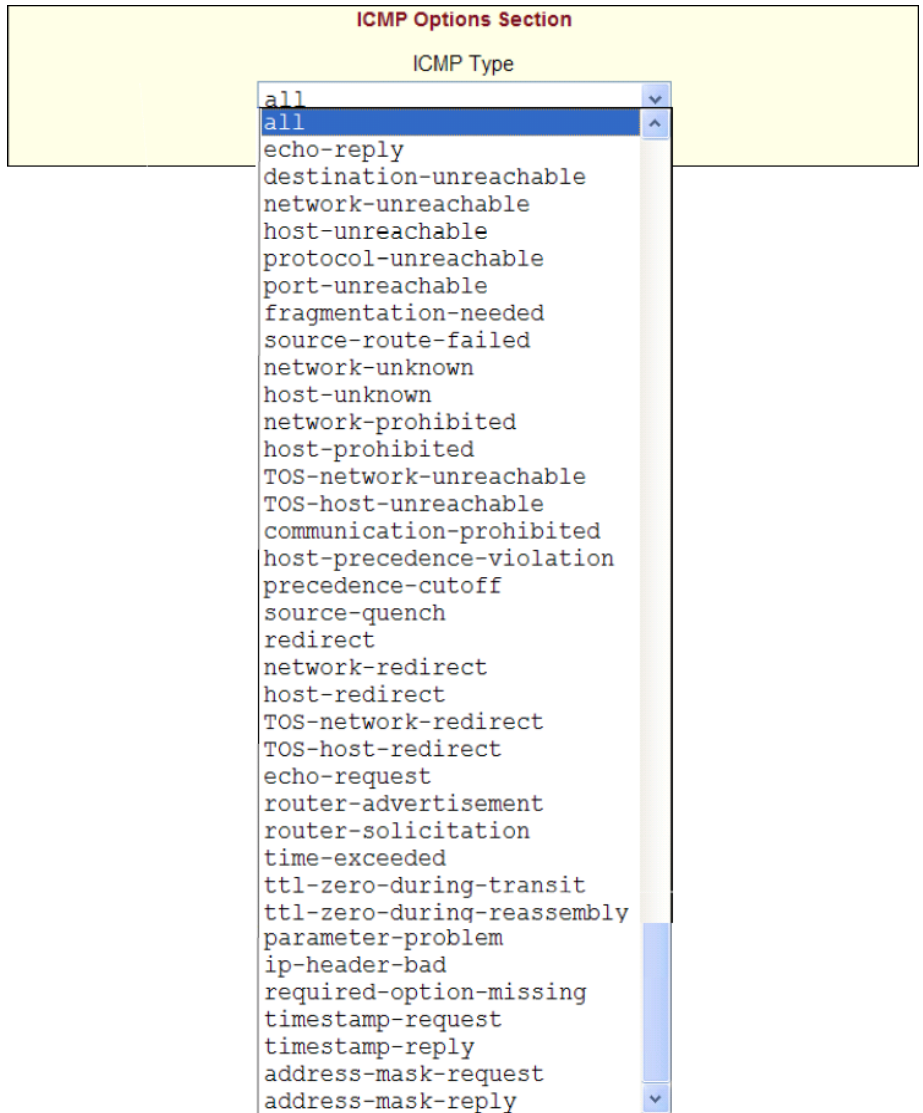 ICMP Options Section
ICMP Type
all
all
echo-reply
destination-unreachable
network-unreachable
host-unreachable
protocol-unreachable
port-unreachable
fragmentation-needed
source-route-failed
network-unknown
host-unknown
network-prohibited
host-prohibited
TOS-network-unreachable
TOS-host-unreachable
communication-prohibited
host-precedence-violation
precedence-cutoff
source-quench
redirect
network-redirect
host-redirect
TOS-network-redirect
TOS-host-redirect
echo-request
router-advertisement
router-solicitation
time-exceeded
ttl-zero-during-transit
ttl-zero-during-reassembly
parameter-problem
ip-header-bad
required-option-missing
timestamp-request
timestamp-reply
address-mask-request
address-mask-reply